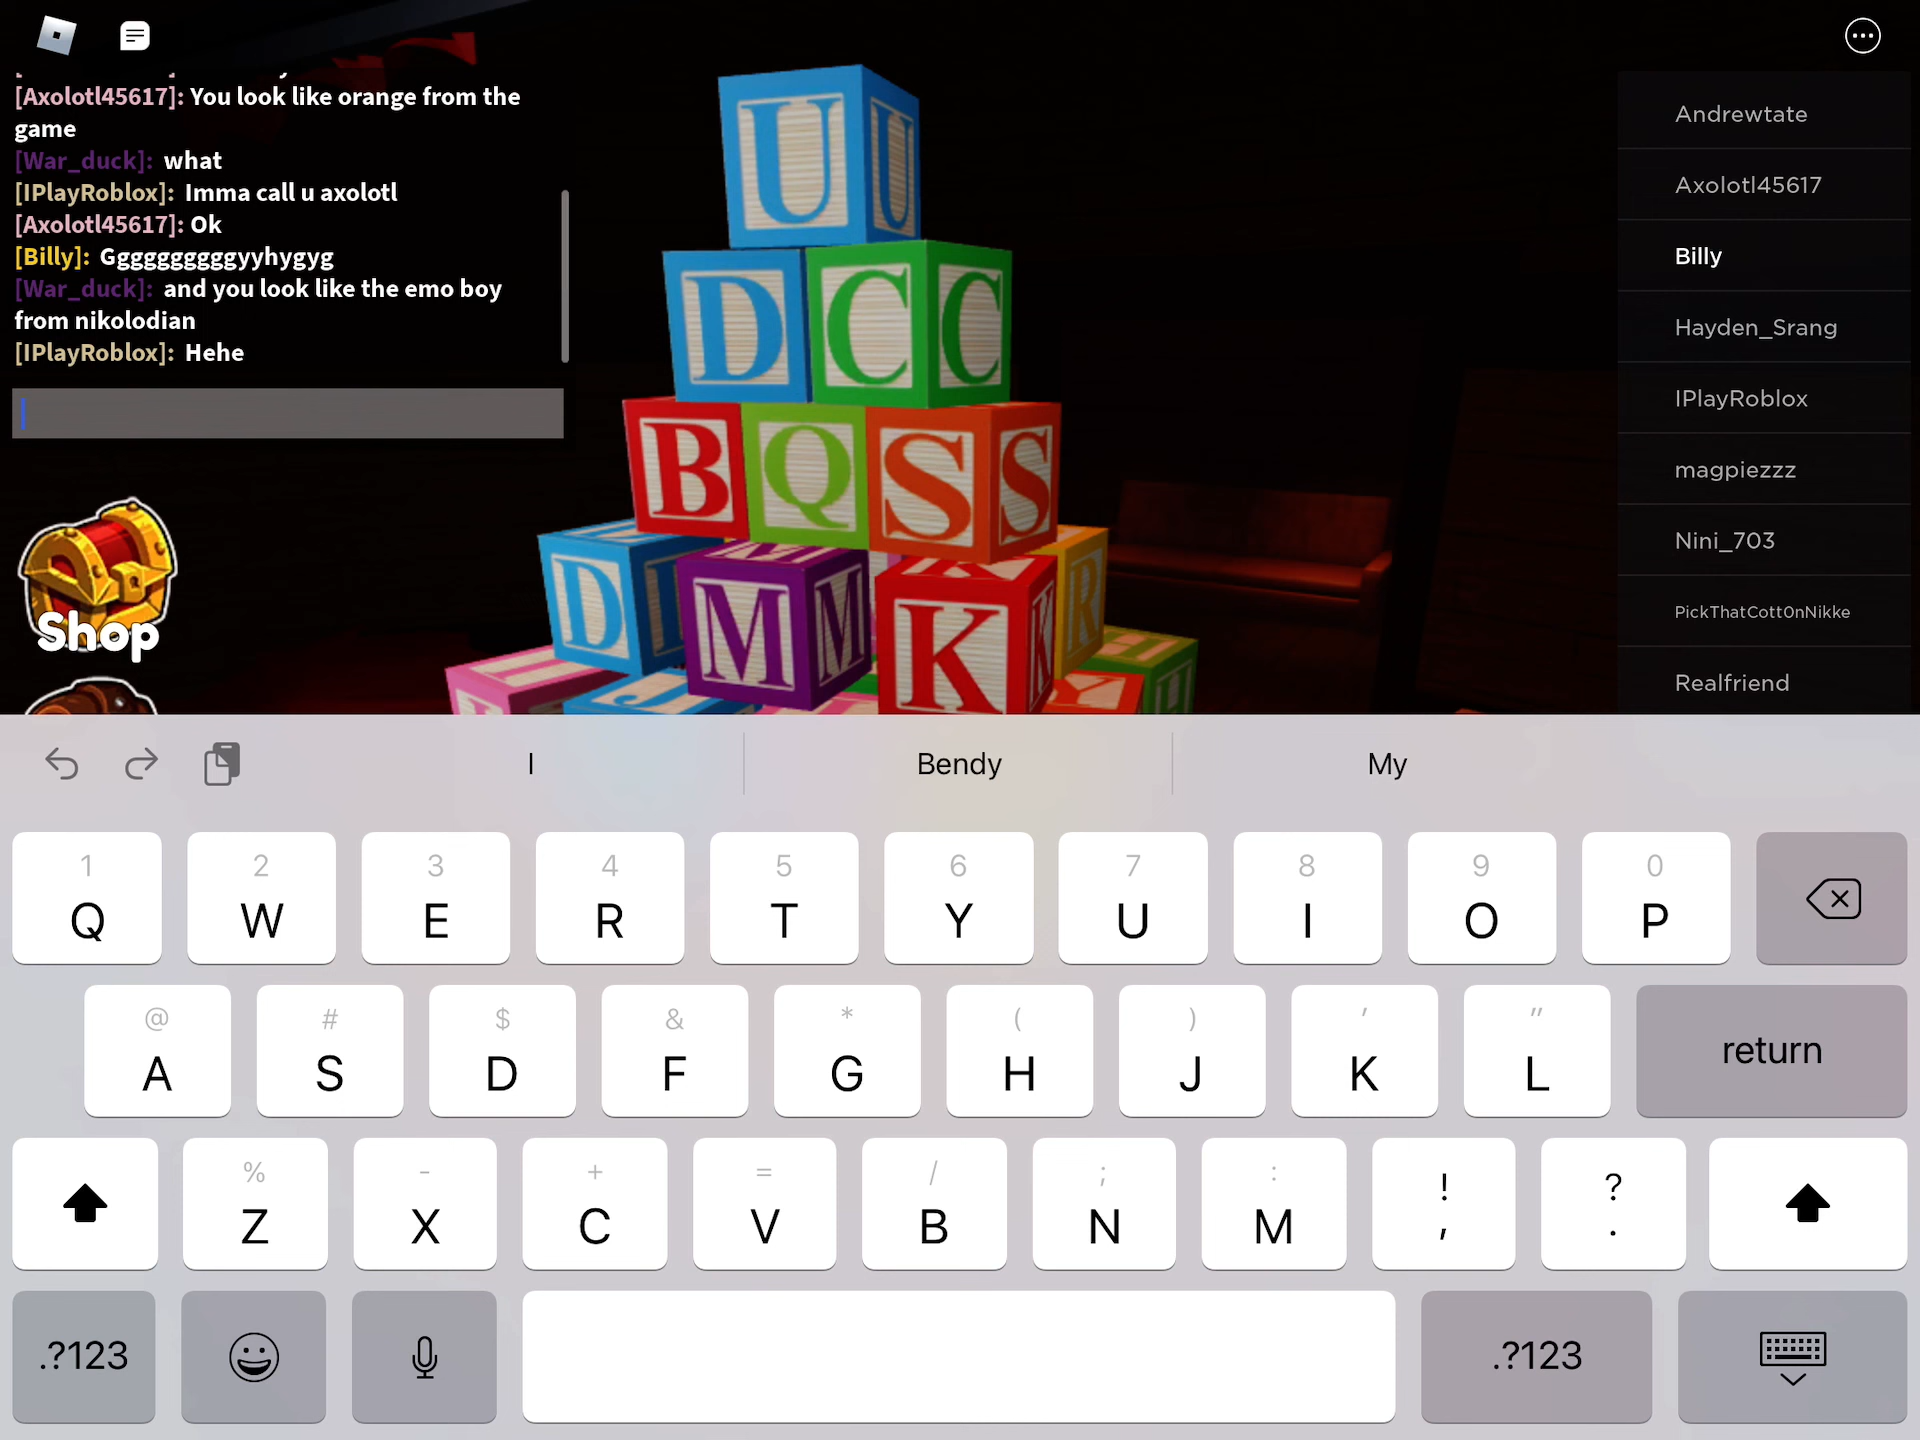 [Axolotl45617]: You look like orange from the
game
[War_duck]: what
[IPlayRoblox]: Imma call u axolotl
[Axolotl45617]: Ok
[Billy]: Ggggggggggyyhygyg
[War_duck]: and you look like the emo boy
from nikolodian
[IPlayRoblox]: Hehe
Shop
U U
D C C
B Q S S
D M M K K R
J Y H
Andrewtate
Axolotl45617
Billy
Hayden_Srang
IPlayRoblox
magpiezzz
Nini_703
PickThatCott0nNikke
Realfriend
I Bendy My
1 2 3 4 5 6 7 8 9 0
Q W E R T Y U I O P
@ # $ & * ( ) ' "
A S D F G H J K L return
% - + = / ; : ! ?
Z X C V B N M , .
.?123 .?123